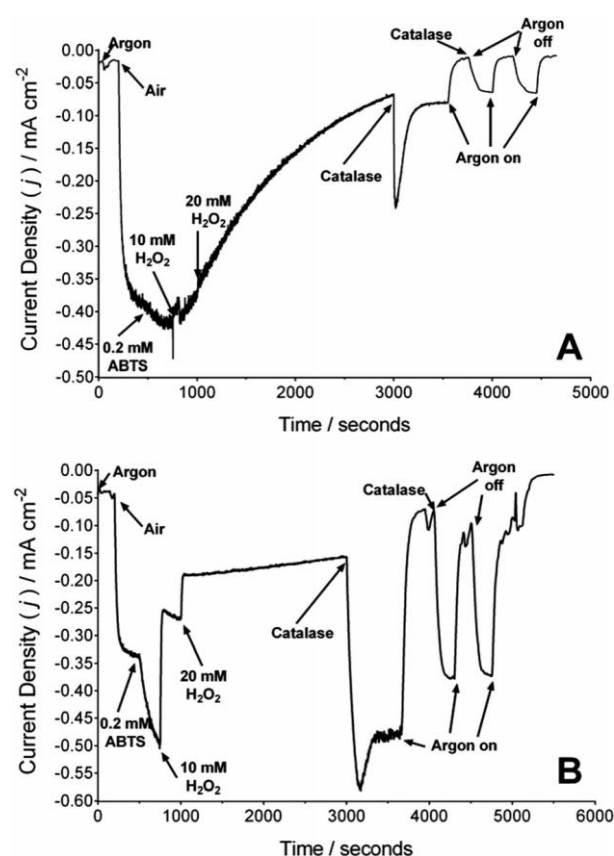 0.00
-0.05
-0.10
-0.15
-0.20
-0.25
-0.30
-0.35
-0.40
-0.45
-0.50
Current Density (j) / mA cm-2
Argon
Air
0.2 mM
ABTS
10 mM
H2O2
20 mM
H2O2
Catalase
Catalase
Argon
off
Argon on
A
0 1000 2000 3000 4000 5000
Time / seconds
0.00
-0.05
-0.10
-0.15
-0.20
-0.25
-0.30
-0.35
-0.40
-0.45
-0.50
-0.55
-0.60
Current Density (j) / mA cm-2
Argon
Air
0.2 mM
ABTS
10 mM
H2O2
20 mM
H2O2
Catalase
Catalase
Argon
off
Argon on
B
0 1000 2000 3000 4000 5000 6000
Time / seconds